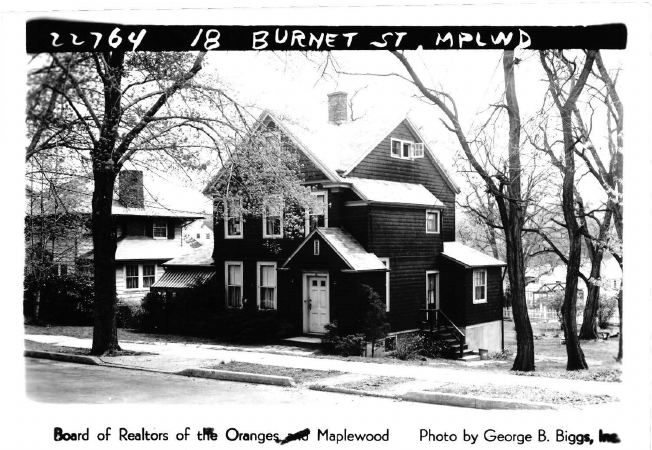 22764 18 BURNET ST, MPLWD
Board of Realtors of the Oranges and Maplewood Photo by George B. Biggs, Inc.